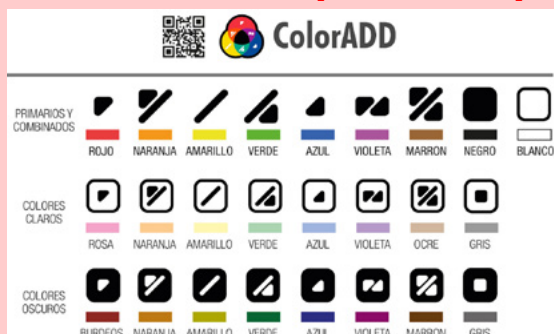 ColorADD
PRIMARIOS Y
COMBINADOS
ROJO NARANJA AMARILLO VERDE AZUL VIOLETA MARRON NEGRO BLANCO
COLORES
CLAROS
ROSA NARANJA AMARILLO VERDE AZUL VIOLETA OCRE GRIS
COLORES
OSCUROS
BURDEOS NARANJA AMARILLO VERDE AZUL VIOLETA MARRON GRIS